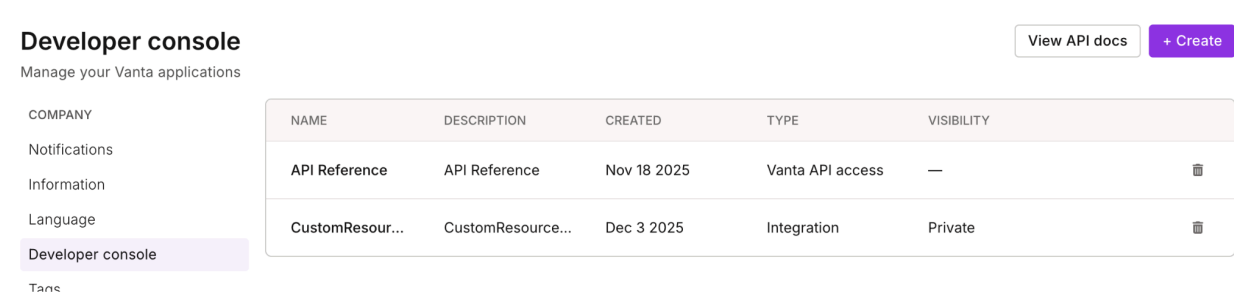 Developer console
View API docs
+ Create
Manage your Vanta applications
COMPANY
Notifications
Information
Language
Developer console
Tags
NAME DESCRIPTION CREATED TYPE VISIBILITY
API Reference API Reference Nov 18 2025 Vanta API access —
CustomResour... CustomResource... Dec 3 2025 Integration Private